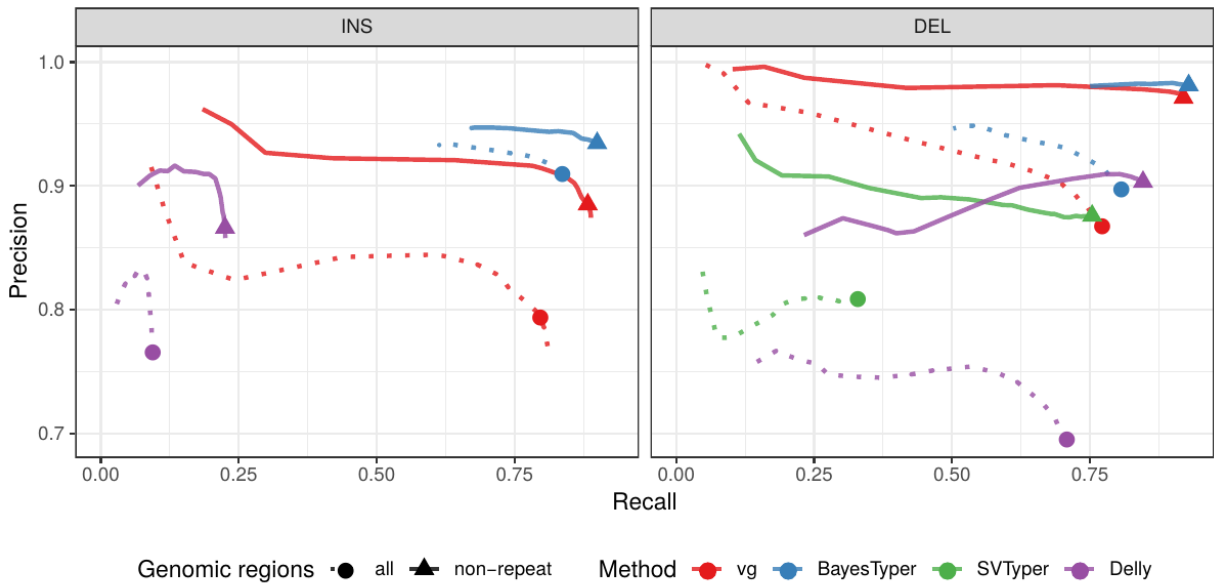 INS DEL
1.0
0.9
0.8
0.7
Precision
0.00 0.25 0.50 0.75 0.00 0.25 0.50 0.75
Recall
Genomic regions all non−repeat Method vg BayesTyper SVTyper Delly